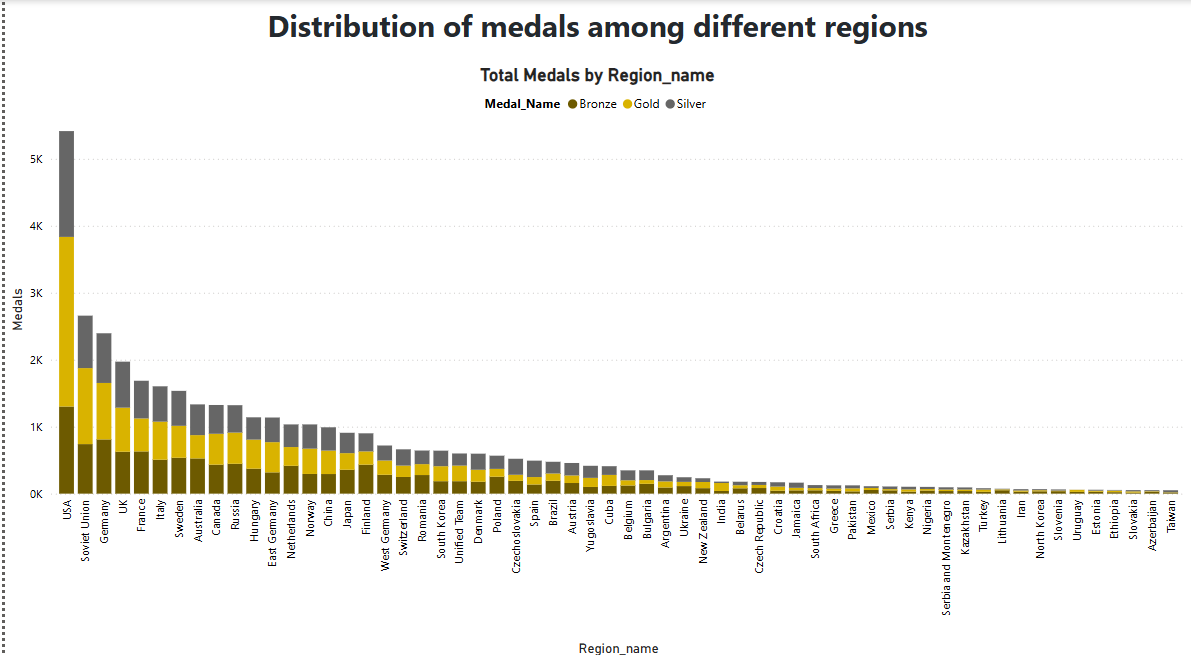 Distribution of medals among different regions
Total Medals by Region_name
Medal_Name Bronze Gold Silver
5K
4K
3K
2K
1K
0K
Medals
USA
Soviet Union
Germany
UK
France
Italy
Sweden
Australia
Canada
Russia
Hungary
East Germany
Netherlands
Norway
China
Japan
Finland
West Germany
Switzerland
Romania
South Korea
Unified Team
Denmark
Poland
Czechoslovakia
Spain
Brazil
Austria
Yugoslavia
Cuba
Belgium
Bulgaria
Argentina
Ukraine
New Zealand
India
Belarus
Czech Republic
Croatia
Jamaica
South Africa
Greece
Pakistan
Mexico
Serbia
Kenya
Nigeria
Serbia and Montenegro
Kazakhstan
Turkey
Lithuania
Iran
North Korea
Slovenia
Uruguay
Estonia
Ethiopia
Slovakia
Azerbaijan
Taiwan
Region_name